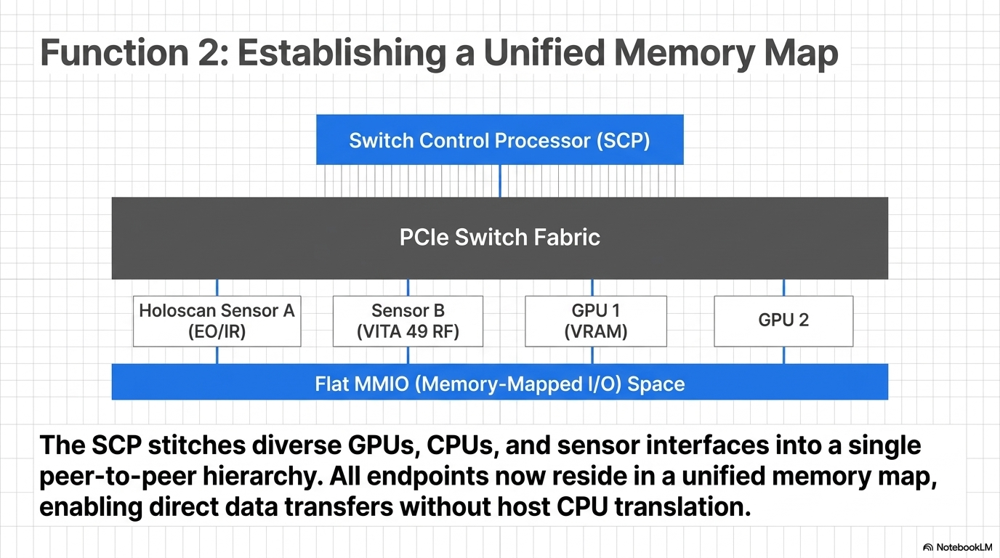 Function 2: Establishing a Unified Memory Map
Switch Control Processor (SCP)
PCIe Switch Fabric
Holoscan Sensor A
(EO/IR)
Sensor B
(VITA 49 RF)
GPU 1
(VRAM)
GPU 2
Flat MMIO (Memory-Mapped I/O) Space
The SCP stitches diverse GPUs, CPUs, and sensor interfaces into a single
peer-to-peer hierarchy. All endpoints now reside in a unified memory map,
enabling direct data transfers without host CPU translation.
NotebookLM